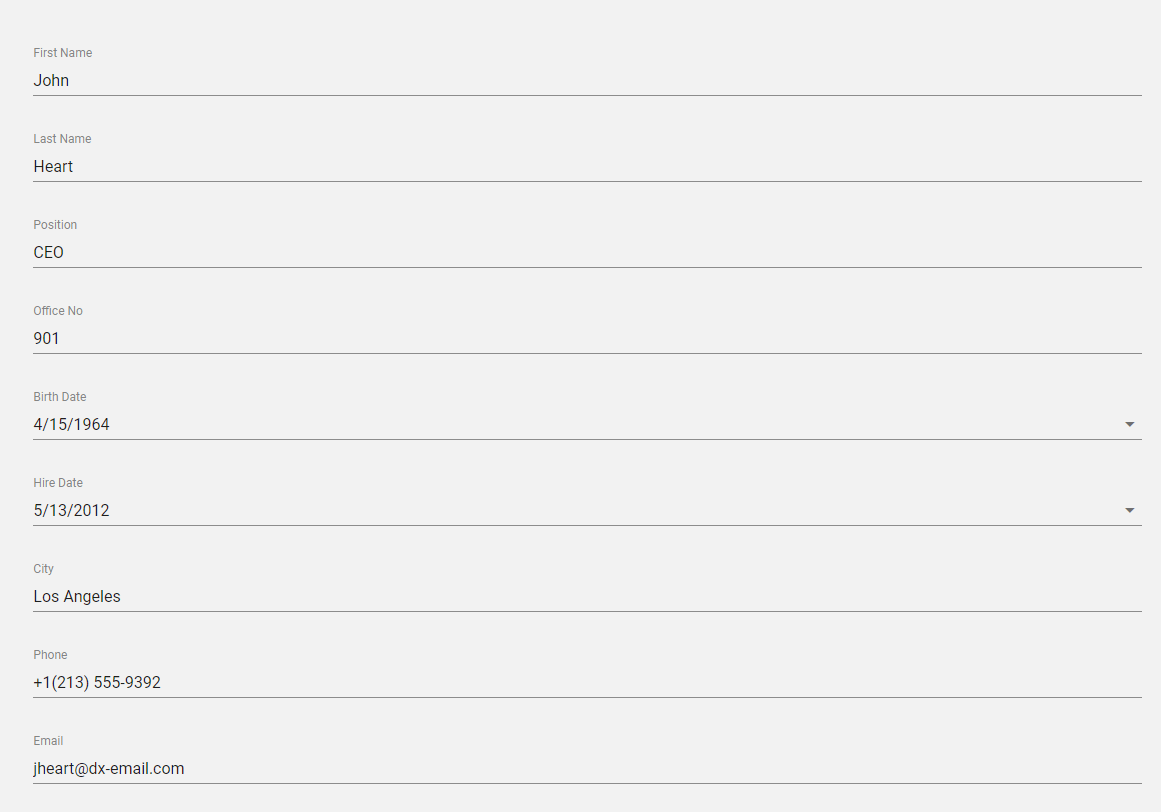 First Name
John
Last Name
Heart
Position
CEO
Office No
901
Birth Date
4/15/1964
Hire Date
5/13/2012
City
Los Angeles
Phone
+1(213) 555-9392
Email
jheart@dx-email.com